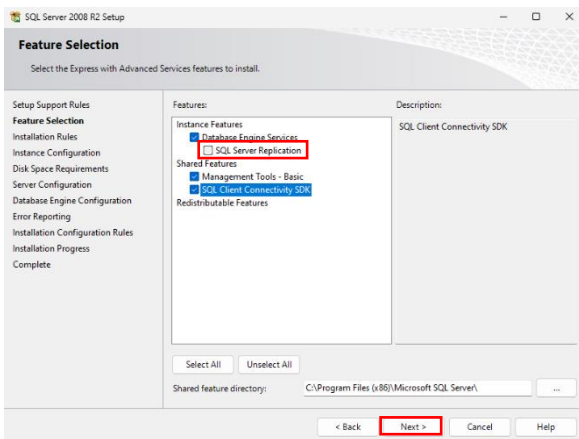 SQL Server 2008 R2 Setup
Feature Selection
Select the Express with Advanced Services features to install.
Setup Support Rules
Feature Selection
Installation Rules
Instance Configuration
Disk Space Requirements
Server Configuration
Database Engine Configuration
Error Reporting
Installation Configuration Rules
Installation Progress
Complete
Features:
Instance Features
Database Engine Services
SQL Server Replication
Shared Features
Management Tools - Basic
SQL Client Connectivity SDK
Redistributable Features
Description:
SQL Client Connectivity SDK
Select All Unselect All
Shared feature directory: C:\Program Files (x86)\Microsoft SQL Server\ ...
< Back Next > Cancel Help